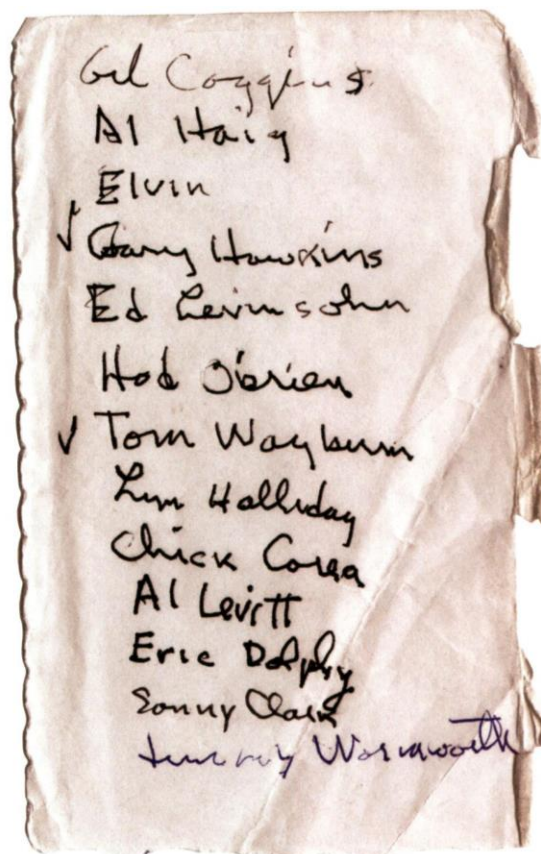 Gil Coggins
Al Haig
Elvin
✓ Gary Hawkins
Ed Levinsohn
Hod O'brien
✓ Tom Wayburn
Lyn Halliday
Chick Corea
Al Levitt
Eric Dolphy
Sonny Clark
Jimmy Wormworth